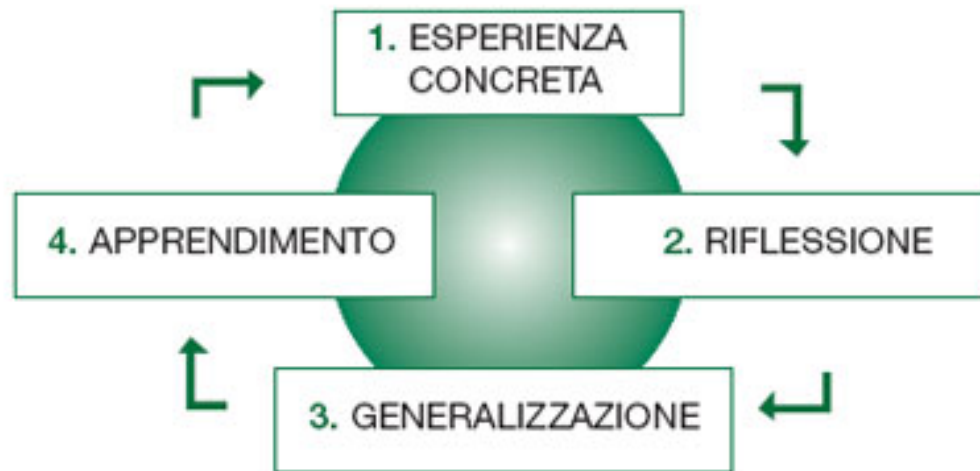 1. ESPERIENZA
CONCRETA
2. RIFLESSIONE
3. GENERALIZZAZIONE
4. APPRENDIMENTO